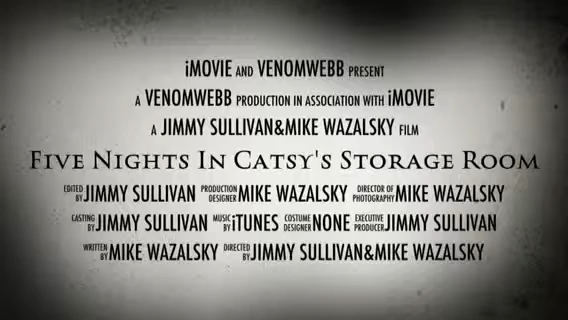 iMOVIE AND VENOMWEBB PRESENT
A VENOMWEBB PRODUCTION IN ASSOCIATION WITH iMOVIE
A JIMMY SULLIVAN&MIKE WAZALSKY FILM
FIVE NIGHTS IN CATSY'S STORAGE ROOM
EDITED BY JIMMY SULLIVAN PRODUCTION DESIGNER MIKE WAZALSKY DIRECTOR OF PHOTOGRAPHY MIKE WAZALSKY
CASTING BY JIMMY SULLIVAN MUSIC BY iTUNES COSTUME DESIGNER NONE EXECUTIVE PRODUCER JIMMY SULLIVAN
WRITTEN BY MIKE WAZALSKY DIRECTED BY JIMMY SULLIVAN&MIKE WAZALSKY